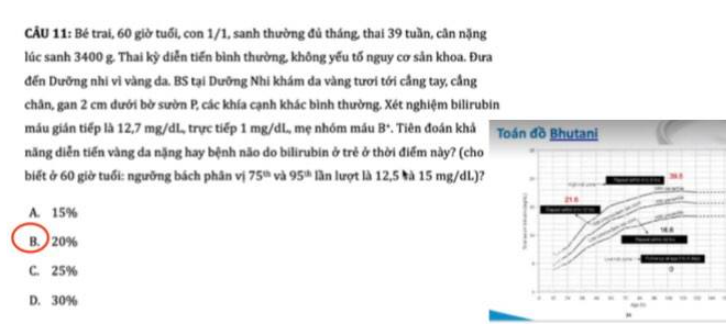 CÂU 11: Bé trai, 60 giờ tuổi, con 1/1, sanh thường đủ tháng, thai 39 tuần, cân nặng
lúc sanh 3400 g. Thai kỳ diễn tiến bình thường, không yếu tố nguy cơ sản khoa. Đưa
đến Dưỡng nhi vì vàng da. BS tại Dưỡng Nhi khám da vàng tươi tới cẳng tay, cẳng
chân, gan 2 cm dưới bờ sườn P, các khía cạnh khác bình thường. Xét nghiệm bilirubin
máu gián tiếp là 12,7 mg/dL, trực tiếp 1 mg/dL, mẹ nhóm máu B⁺. Tiên đoán khả
năng diễn tiến vàng da nặng hay bệnh não do bilirubin ở trẻ ở thời điểm này? (cho
biết ở 60 giờ tuổi: ngưỡng bách phân vị 75ᵗʰ và 95ᵗʰ lần lượt là 12,5 và 15 mg/dL)?
A. 15%
B. 20%
C. 25%
D. 30%
Toán đồ Bhutani
39.5
21.6